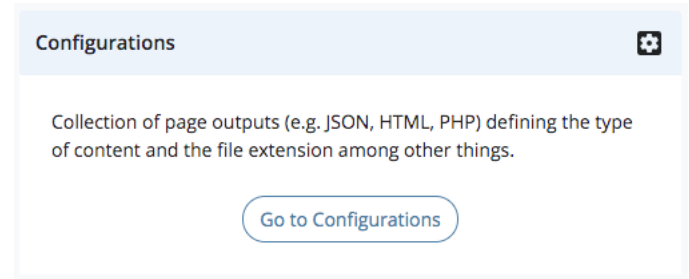 Configurations
Collection of page outputs (e.g. JSON, HTML, PHP) defining the type
of content and the file extension among other things.
Go to Configurations